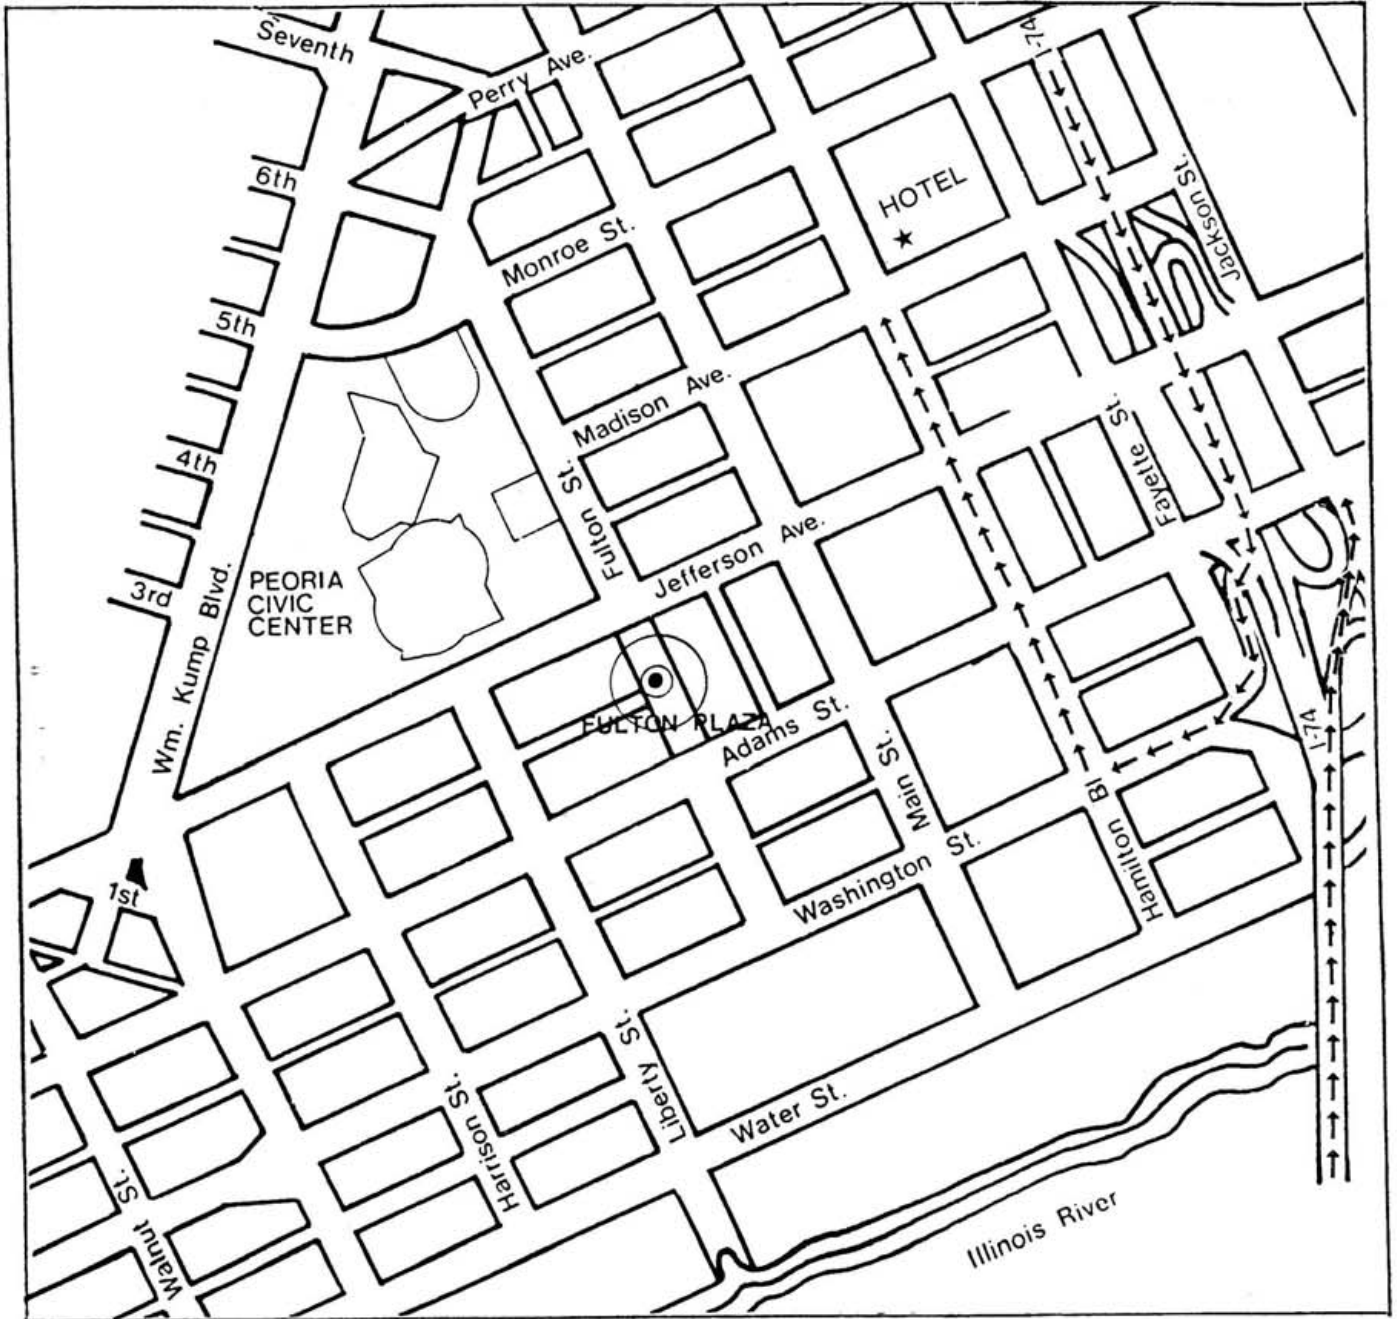 Seventh
Perry Ave.
I-74
6th
HOTEL
Jackson St.
Monroe St.
5th
Madison Ave.
Fayette St.
4th
Fulton St.
Jefferson Ave.
PEORIA
CIVIC
CENTER
3rd
Wm. Kump Blvd.
FULTON PLAZA
Adams St.
Main St.
I-74
Hamilton Bl
Washington St.
1st
Liberty St.
Water St.
Harrison St.
Walnut St.
Illinois River